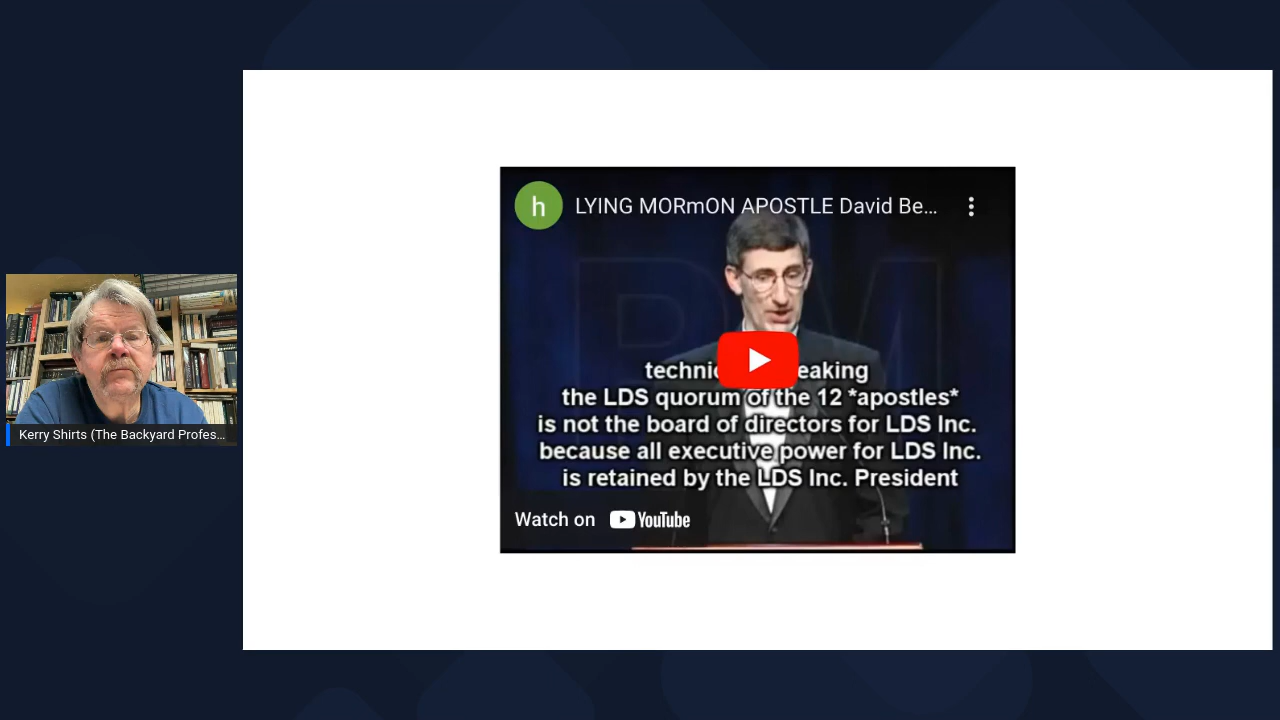 h
LYING MORmON APOSTLE David Be...
the LDS quorum of the 12 *apostles*
is not the board of directors for LDS Inc.
because all executive power for LDS Inc.
is retained by the LDS Inc. President
Watch on YouTube
Kerry Shirts (The Backyard Profes...